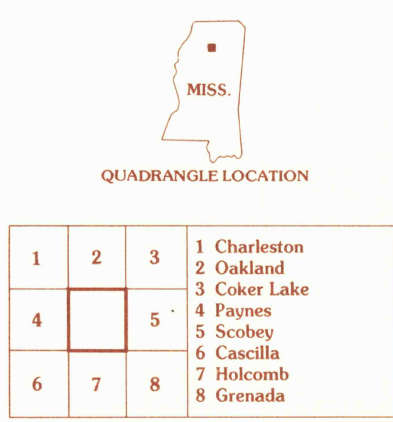 MISS.
QUADRANGLE LOCATION
1 2 3
4 5
6 7 8
1 Charleston
2 Oakland
3 Coker Lake
4 Paynes
5 Scobey
6 Cascilla
7 Holcomb
8 Grenada